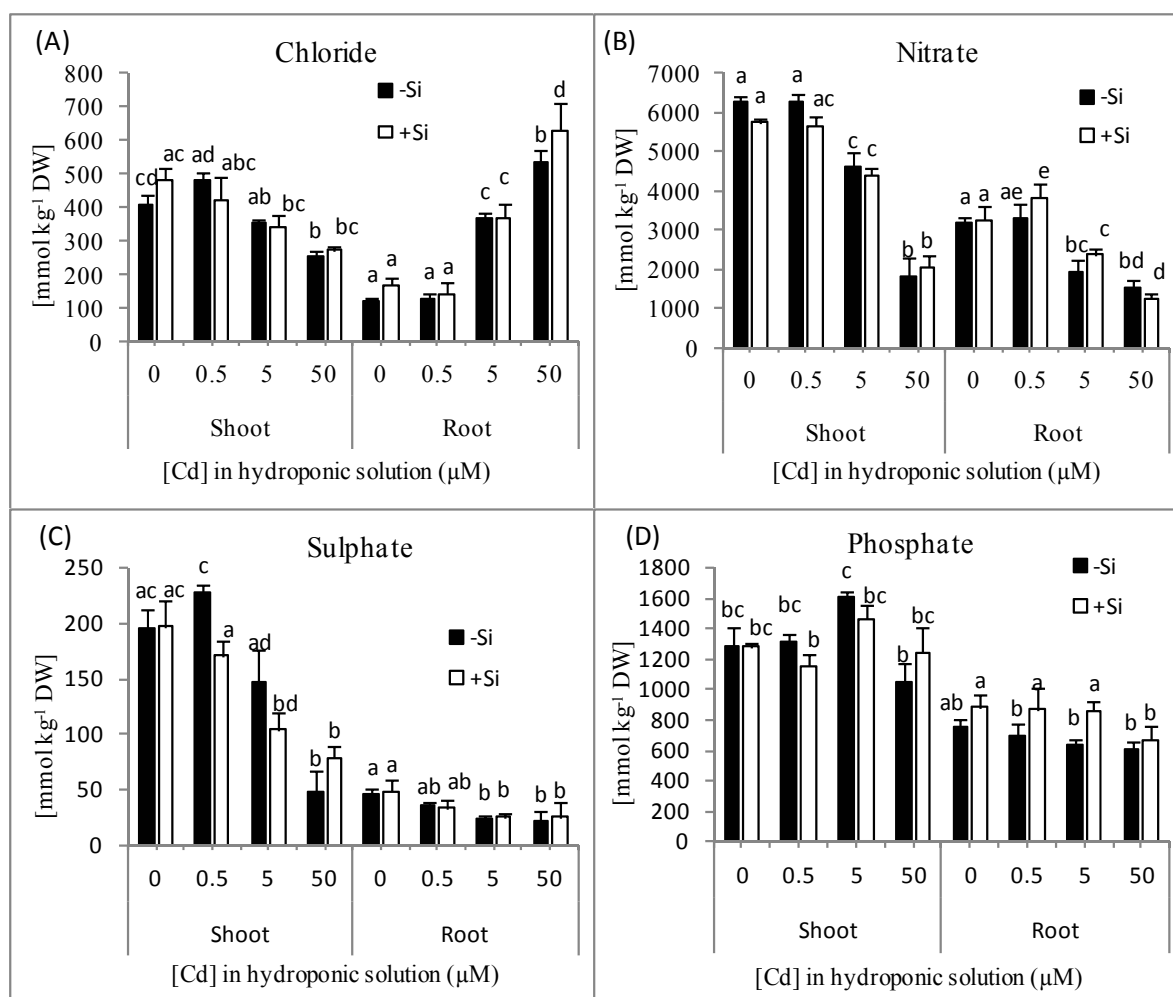 (A)
Chloride
[mmol kg-1 DW]
800
700
600
500
400
300
200
100
0
-Si
+Si
cd ac ad abc ab bc b bc a a a a c c b d
0 0.5 5 50 0 0.5 5 50
Shoot Root
[Cd] in hydroponic solution (μM)
(B)
Nitrate
[mmol kg-1 DW]
7000
6000
5000
4000
3000
2000
1000
0
-Si
+Si
a a a ac c c b b a a ae e bc c bd d
0 0.5 5 50 0 0.5 5 50
Shoot Root
[Cd] in hydroponic solution (μM)
(C)
Sulphate
[mmol kg-1 DW]
250
200
150
100
50
0
-Si
+Si
ac ac c a ad bd b b a a ab ab b b b b
0 0.5 5 50 0 0.5 5 50
Shoot Root
[Cd] in hydroponic solution (μM)
(D)
Phosphate
[mmol kg-1 DW]
1800
1600
1400
1200
1000
800
600
400
200
0
-Si
+Si
bc bc bc b c bc b bc ab a b a b a b b
0 0.5 5 50 0 0.5 5 50
Shoot Root
[Cd] in hydroponic solution (μM)